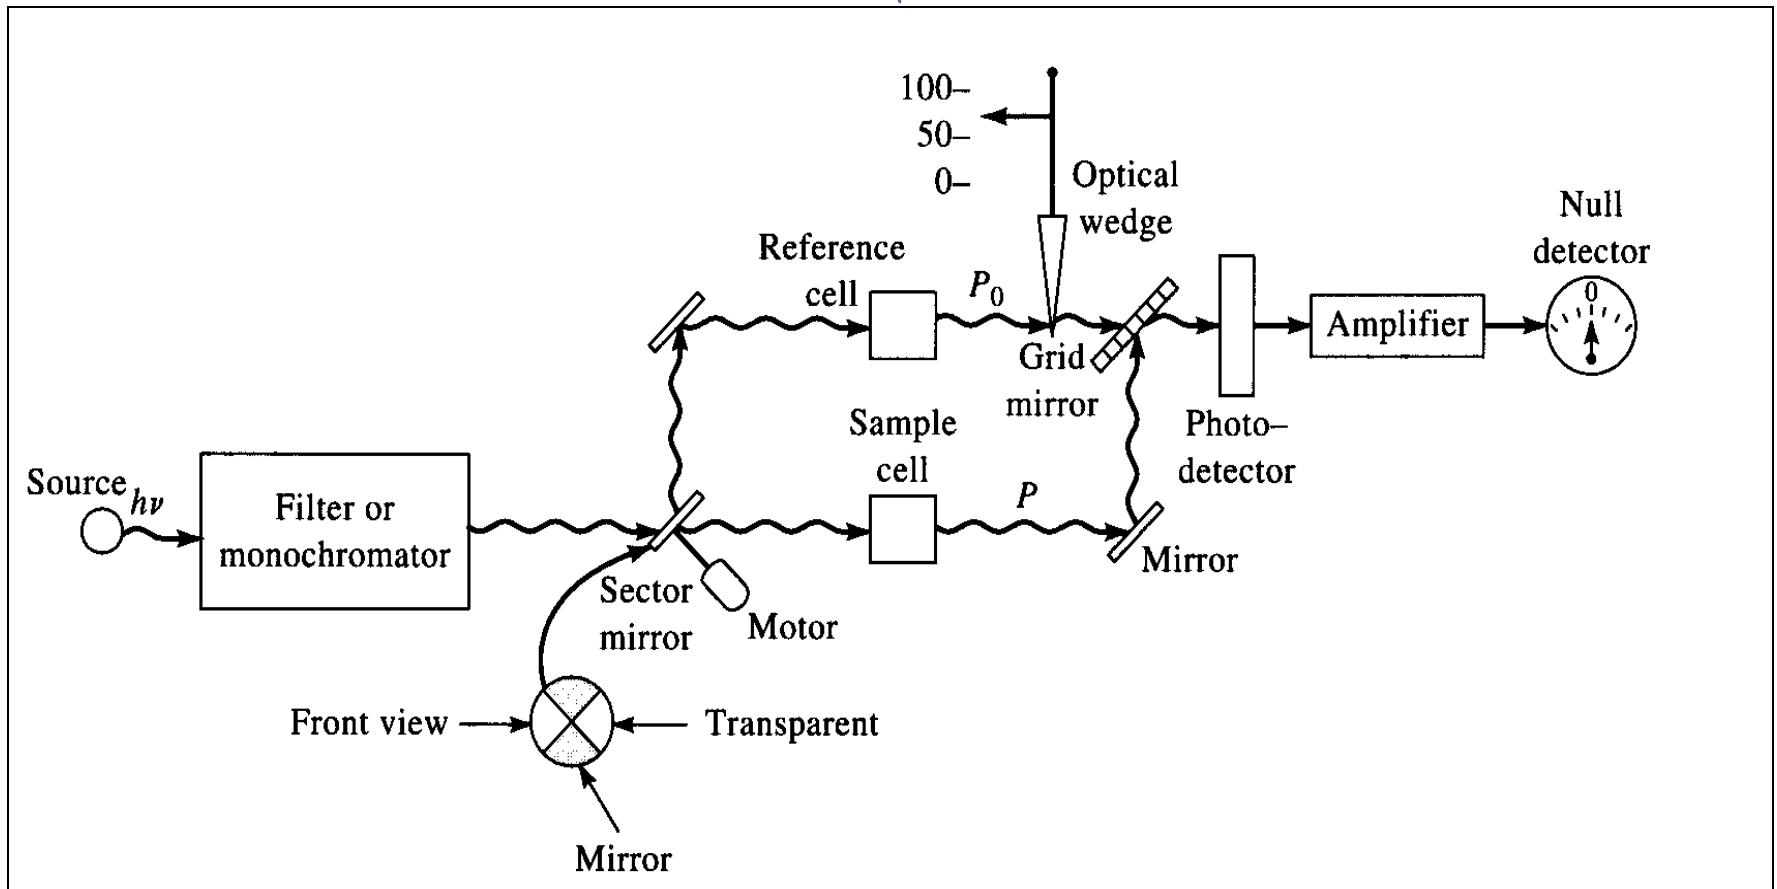 100–
50–
0–
Optical
wedge
Null
detector
0
Reference
cell
P0
Grid
mirror
Amplifier
Photo–
detector
Sample
cell
P
Mirror
Source
hν
Filter or
monochromator
Sector
mirror
Motor
Front view
Transparent
Mirror